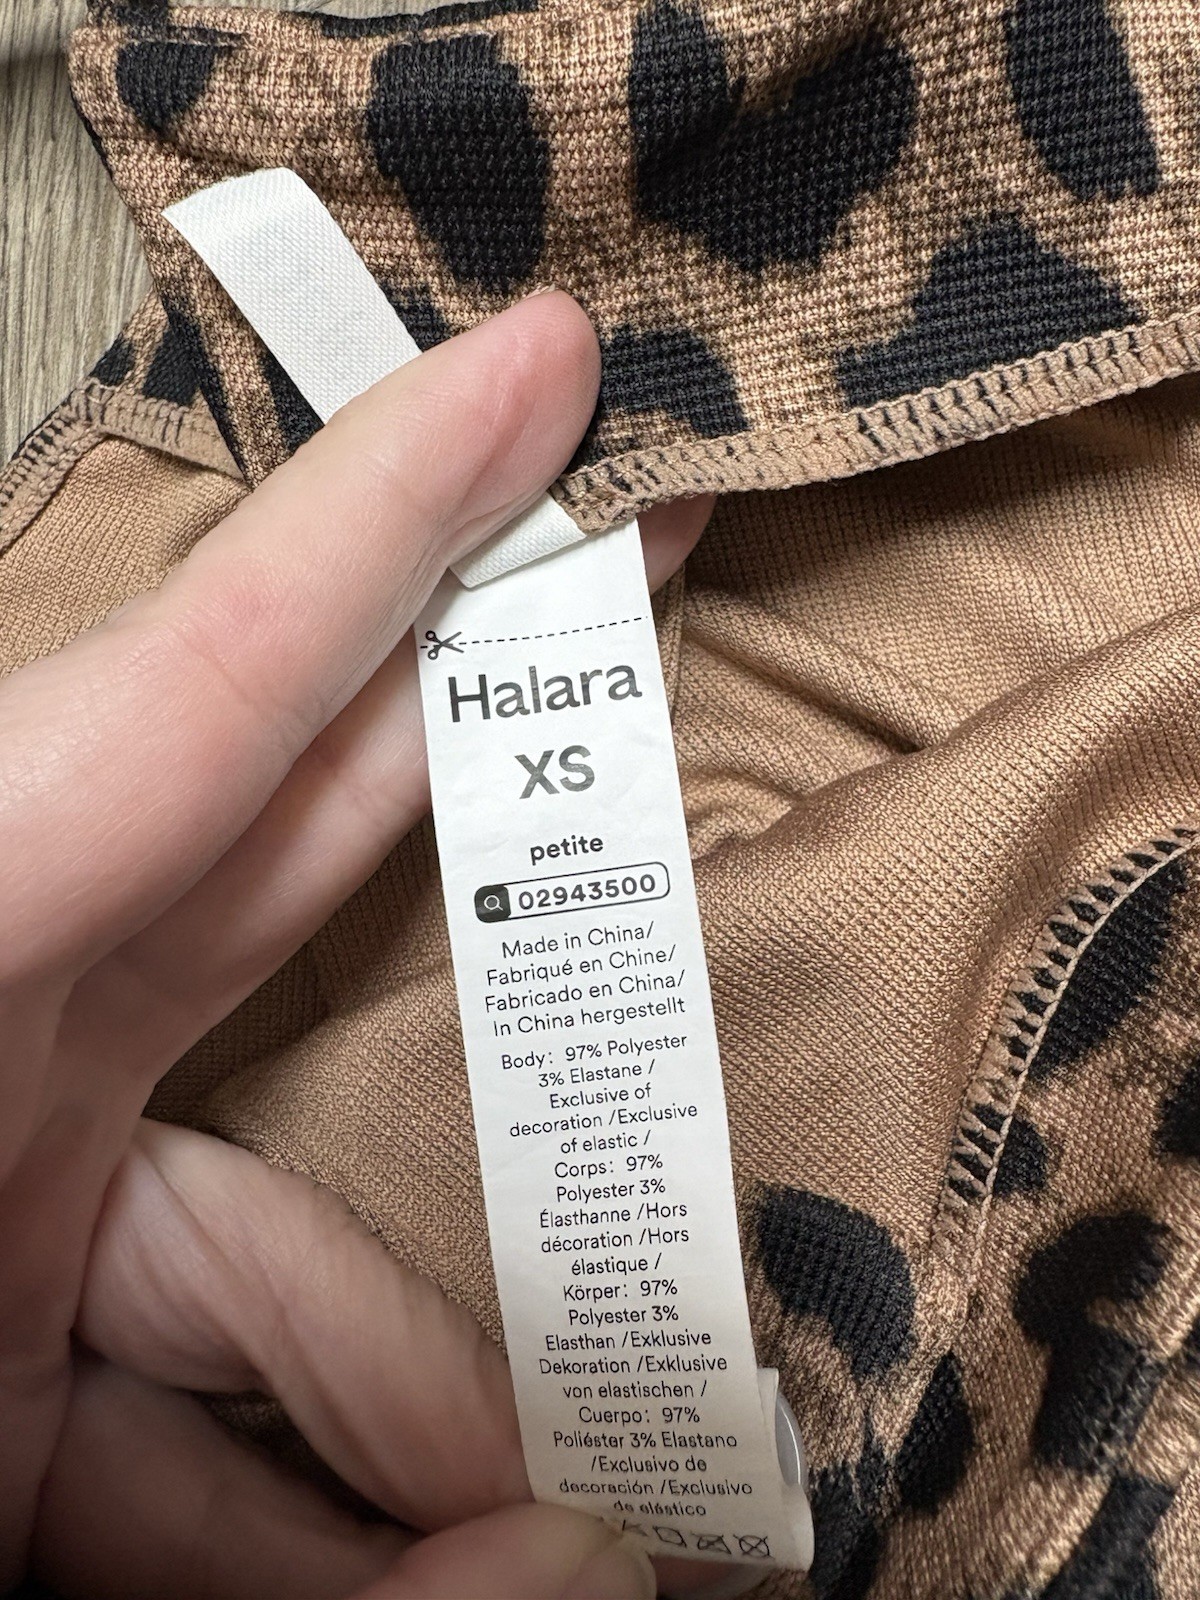 Halara
XS
petite
02943500
Made in China/
Fabriqué en Chine/
Fabricado en China/
In China hergestellt
Body: 97% Polyester
3% Elastane /
Exclusive of
decoration /Exclusive
of elastic /
Corps: 97%
Polyester 3%
Élasthanne /Hors
décoration /Hors
élastique /
Körper: 97%
Polyester 3%
Elasthan /Exklusive
Dekoration /Exklusive
von elastischen /
Cuerpo: 97%
Poliéster 3% Elastano
/Exclusivo de
decoración /Exclusivo
de elástico